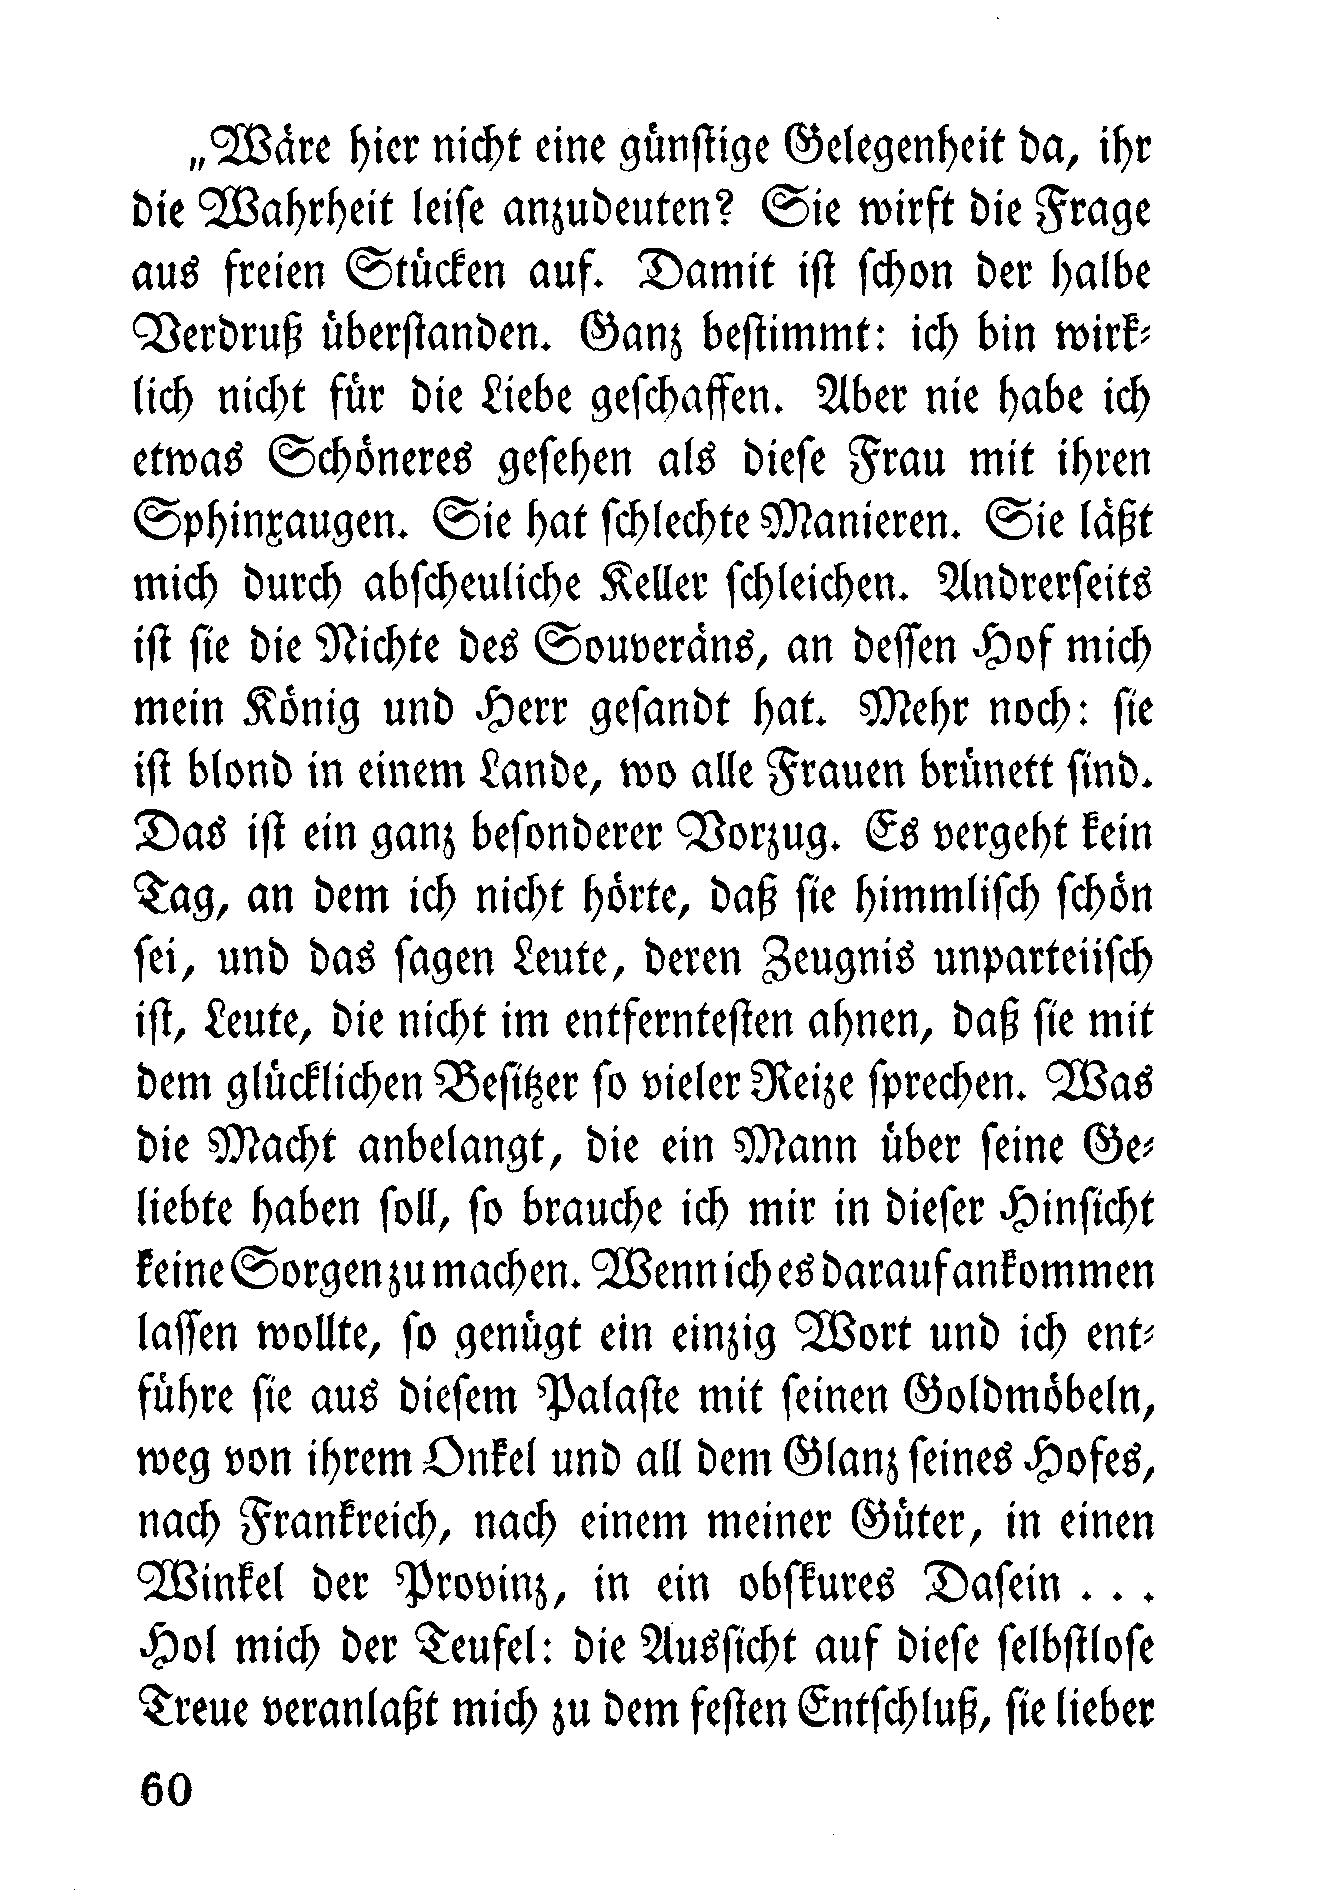 „Wäre hier nicht eine günſtige Gelegenheit da, ihr
die Wahrheit leiſe anzudeuten? Sie wirft die Frage
aus freien Stücken auf. Damit iſt ſchon der halbe
Verdruß überſtanden. Ganz beſtimmt: ich bin wirk⸗
lich nicht für die Liebe geſchaffen. Aber nie habe ich
etwas Schöneres geſehen als dieſe Frau mit ihren
Sphinxaugen. Sie hat ſchlechte Manieren. Sie läßt
mich durch abſcheuliche Keller ſchleichen. Andrerſeits
iſt ſie die Nichte des Souveräns, an deſſen Hof mich
mein König und Herr geſandt hat. Mehr noch: ſie
iſt blond in einem Lande, wo alle Frauen brünett ſind.
Das iſt ein ganz beſonderer Vorzug. Es vergeht kein
Tag, an dem ich nicht hörte, daß ſie himmliſch ſchön
ſei, und das ſagen Leute, deren Zeugnis unparteiiſch
iſt, Leute, die nicht im entfernteſten ahnen, daß ſie mit
dem glücklichen Beſitzer ſo vieler Reize ſprechen. Was
die Macht anbelangt, die ein Mann über ſeine Ge⸗
liebte haben ſoll, ſo brauche ich mir in dieſer Hinſicht
keine Sorgen zu machen. Wenn ich es darauf ankommen
laſſen wollte, ſo genügt ein einzig Wort und ich ent⸗
führe ſie aus dieſem Palaſte mit ſeinen Goldmöbeln,
weg von ihrem Onkel und all dem Glanz ſeines Hofes,
nach Frankreich, nach einem meiner Güter, in einen
Winkel der Provinz, in ein obſkures Daſein . . .
Hol mich der Teufel: die Ausſicht auf dieſe ſelbſtloſe
Treue veranlaßt mich zu dem feſten Entſchluß, ſie lieber
60